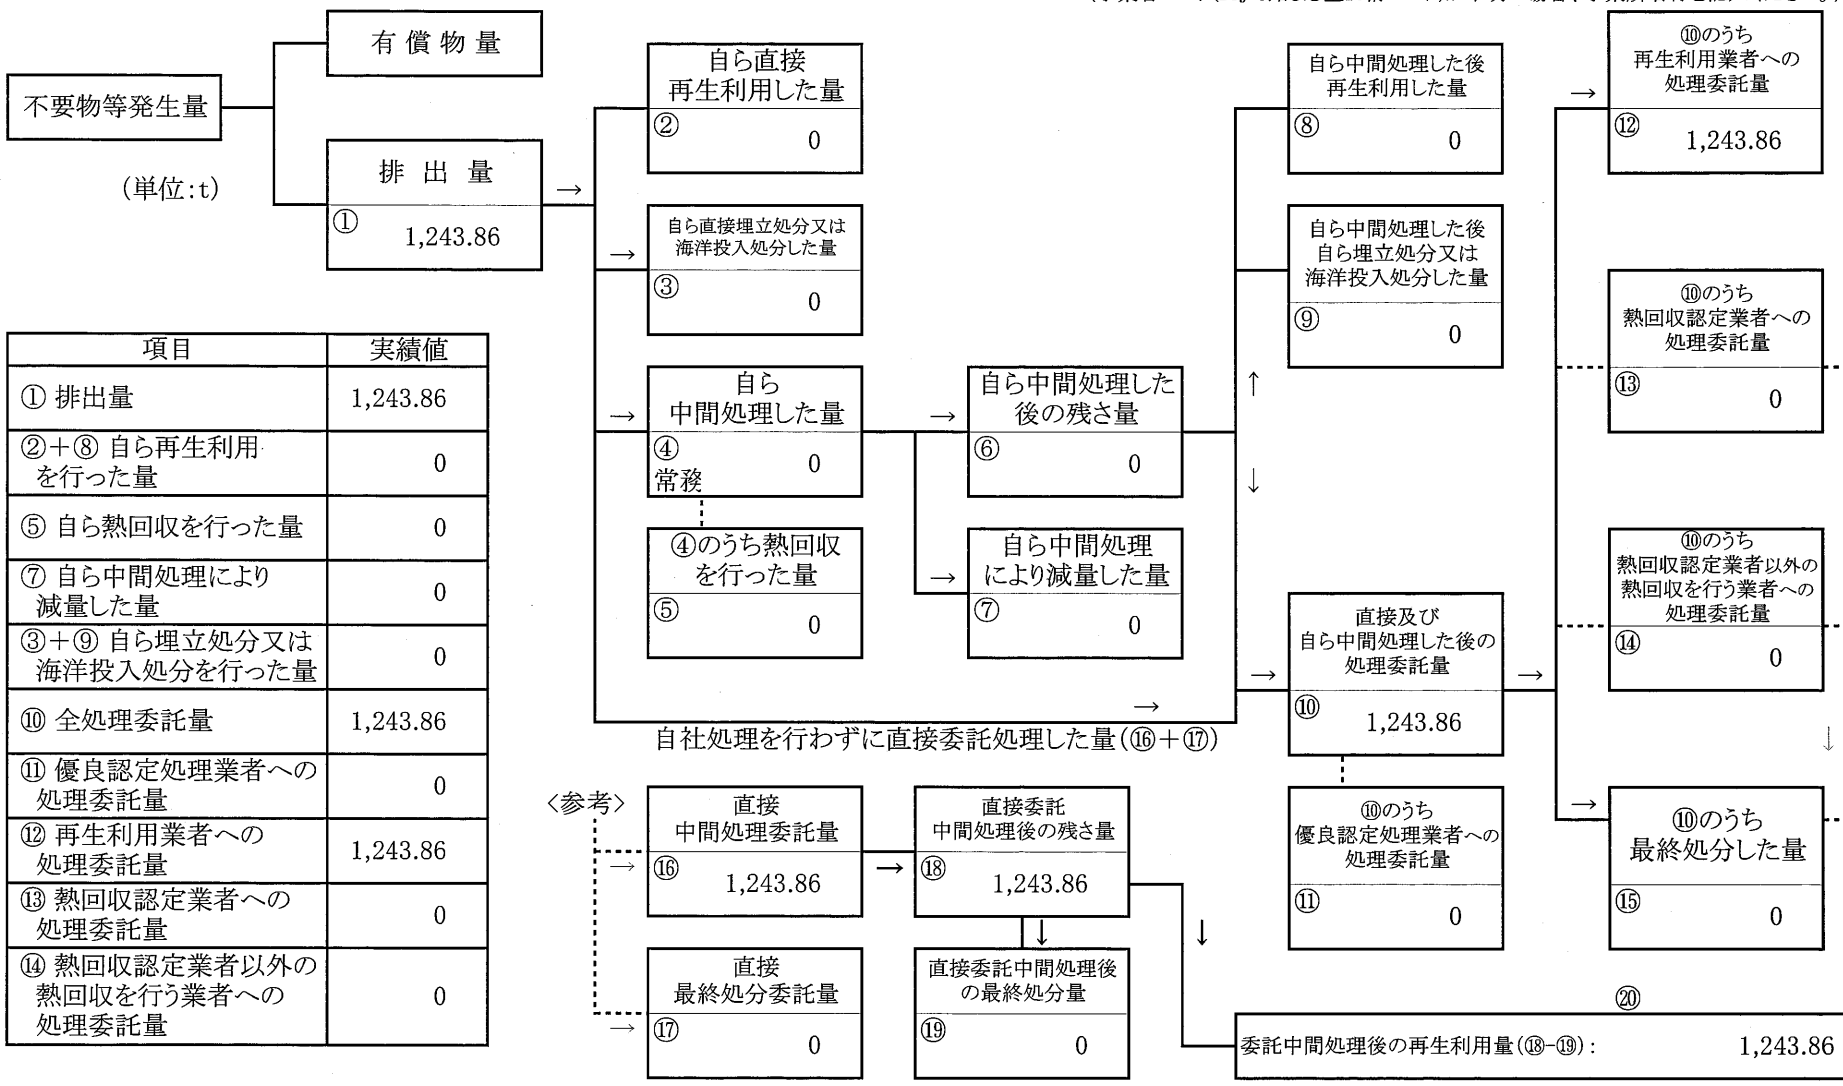 不要物等発生量
(単位:t)
有償物量
排出量
① 1,243.86
自ら直接
再生利用した量
② 0
自ら直接埋立処分又は
海洋投入処分した量
③ 0
自ら
中間処理した量
④ 0
常務
④のうち熱回収
を行った量
⑤ 0
自ら中間処理した
後の残さ量
⑥ 0
自ら中間処理
により減量した量
⑦ 0
自ら中間処理した後
再生利用した量
⑧ 0
自ら中間処理した後
自ら埋立処分又は
海洋投入処分した量
⑨ 0
直接及び
自ら中間処理した後の
処理委託量
⑩ 1,243.86
⑩のうち
優良認定処理業者への
処理委託量
⑪ 0
⑩のうち
再生利用業者への
処理委託量
⑫ 1,243.86
⑩のうち
熱回収認定業者への
処理委託量
⑬ 0
⑩のうち
熱回収認定業者以外の
熱回収を行う業者への
処理委託量
⑭ 0
⑩のうち
最終処分した量
⑮ 0
自社処理を行わずに直接委託処理した量(⑯+⑰)
〈参考〉
直接
中間処理委託量
⑯ 1,243.86
直接
最終処分委託量
⑰ 0
直接委託
中間処理後の残さ量
⑱ 1,243.86
直接委託中間処理後
の最終処分量
⑲ 0
⑳
委託中間処理後の再生利用量(⑱-⑲): 1,243.86
項目 実績値
① 排出量 1,243.86
②+⑧ 自ら再生利用
を行った量 0
⑤ 自ら熱回収を行った量 0
⑦ 自ら中間処理により
減量した量 0
③+⑨ 自ら埋立処分又は
海洋投入処分を行った量 0
⑩ 全処理委託量 1,243.86
⑪ 優良認定処理業者への
処理委託量 0
⑫ 再生利用業者への
処理委託量 1,243.86
⑬ 熱回収認定業者への
処理委託量 0
⑭ 熱回収認定業者以外の
熱回収を行う業者への
処理委託量 0